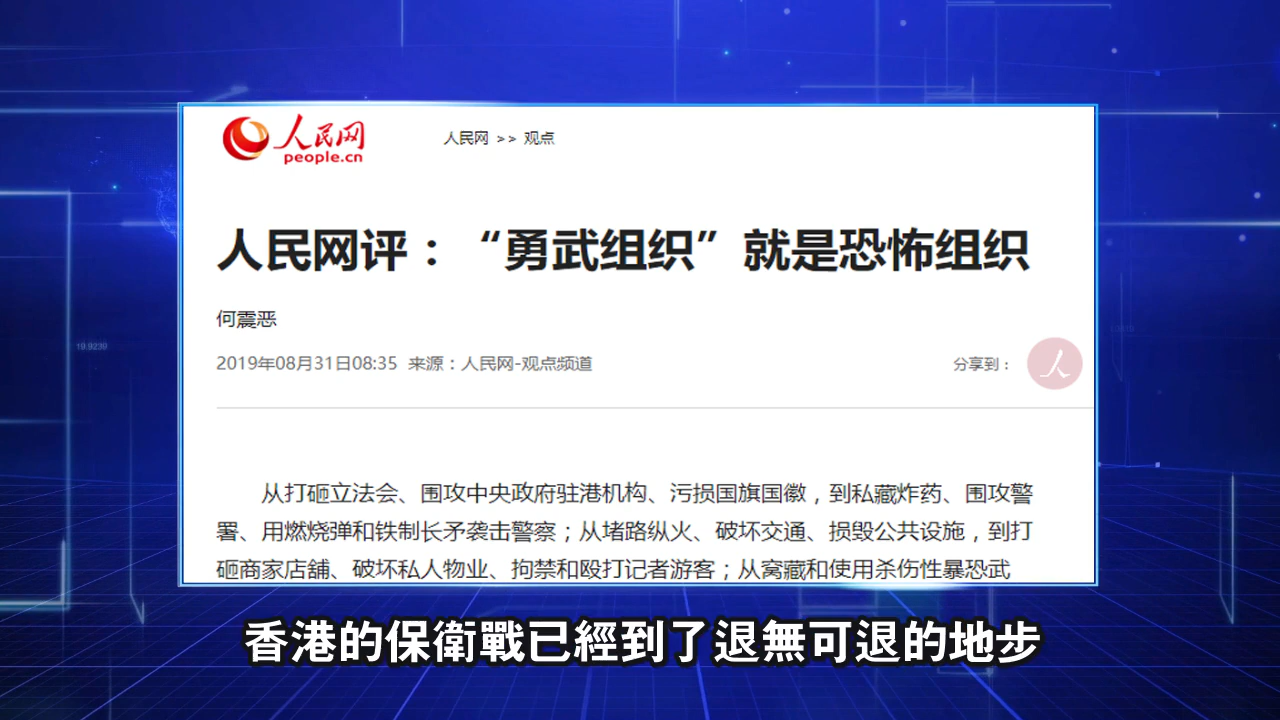 人民网 people.cn
人民网 >> 观点
人民网评：“勇武组织”就是恐怖组织
何震恶
2019年08月31日08:35 来源：人民网-观点频道
分享到：
人
从打砸立法会、围攻中央政府驻港机构、污损国旗国徽，到私藏炸药、围攻警
署、用燃烧弹和铁制长矛袭击警察；从堵路纵火、破坏交通、损毁公共设施，到打
砸商家店舖、破坏私人物业、拘禁和殴打记者游客；从窝藏和使用杀伤性暴恐武
19.9239
香港的保衛戰已經到了退無可退的地步